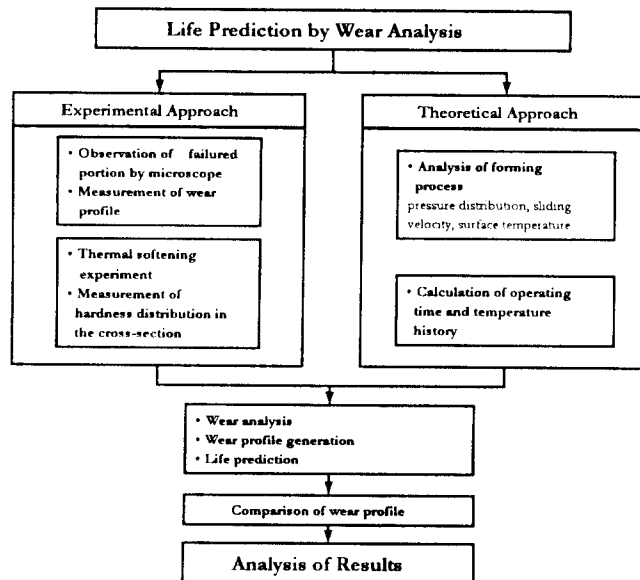 Life Prediction by Wear Analysis
Experimental Approach
• Observation of failured
portion by microscope
• Measurement of wear
profile
• Thermal softening
experiment
• Measurement of
hardness distribution in
the cross-section
Theoretical Approach
• Analysis of forming
process
pressure distribution, sliding
velocity, surface temperature
• Calculation of operating
time and temperature
history
• Wear analysis
• Wear profile generation
• Life prediction
Comparison of wear profile
Analysis of Results